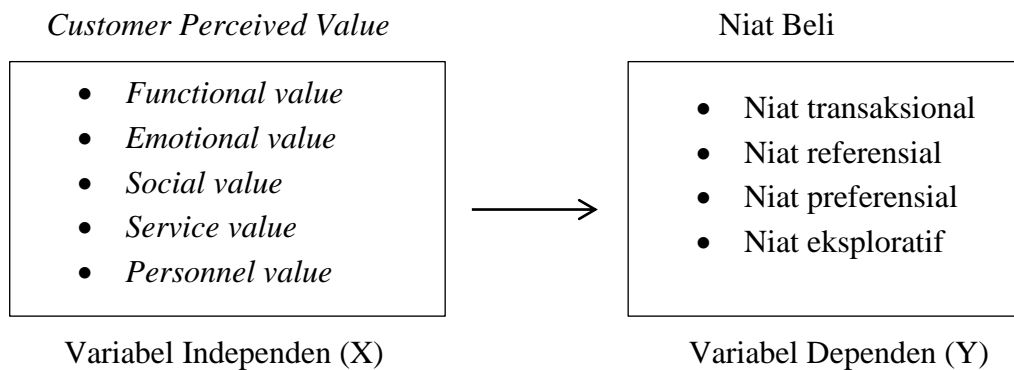 Customer Perceived Value
Niat Beli
• Functional value
• Emotional value
• Social value
• Service value
• Personnel value
• Niat transaksional
• Niat referensial
• Niat preferensial
• Niat eksploratif
Variabel Independen (X)
Variabel Dependen (Y)